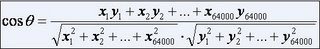 cos θ = x₁y₁ + x₂y₂ + ... + x₆₄₀₀₀y₆₄₀₀₀ / √(x₁² + x₂² + ... + x₆₄₀₀₀²) · √(y₁² + y₂² + ... + y₆₄₀₀₀²)